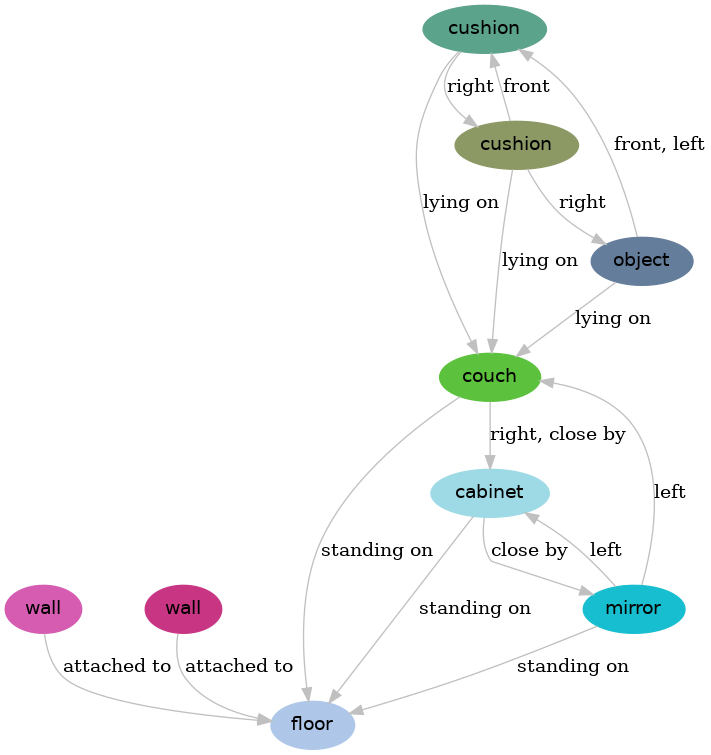 cushion
right
front
cushion
front, left
lying on
right
lying on
object
lying on
couch
right, close by
left
cabinet
standing on
close by
left
wall
wall
standing on
mirror
attached to
attached to
standing on
floor